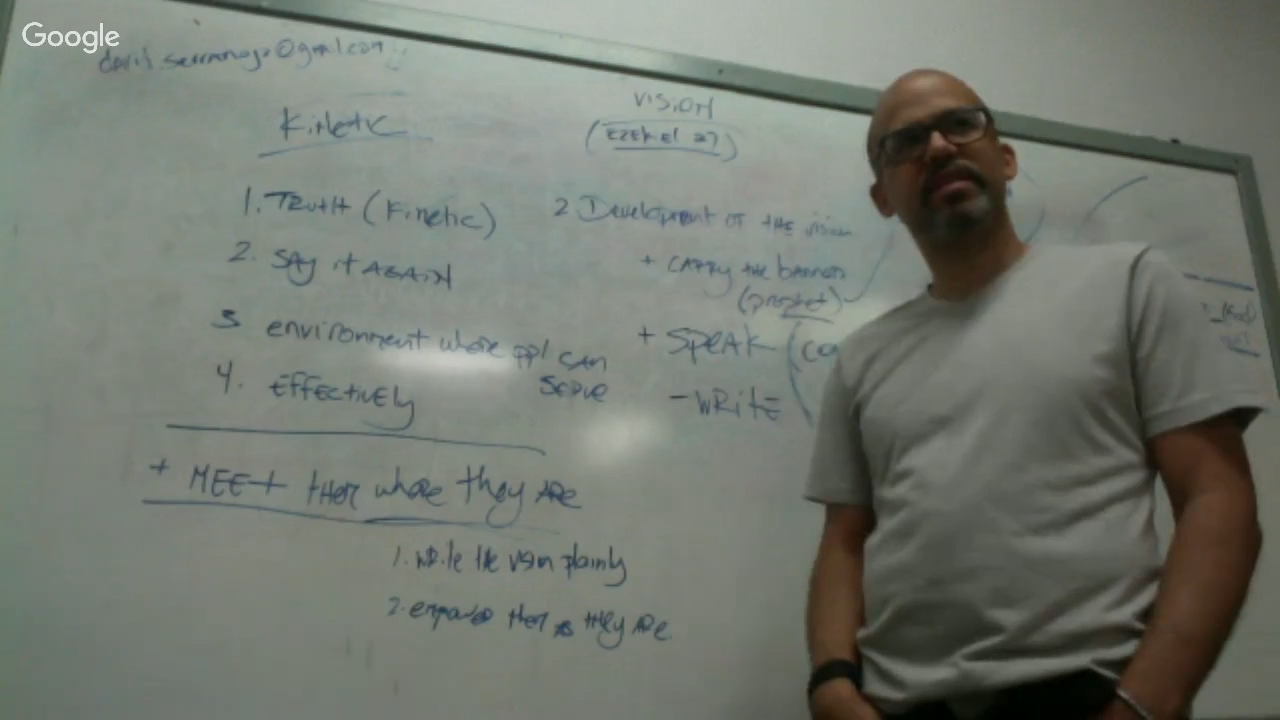 Google
Kinetic
VISION
(EZEKIEL 37)
1. TRUTH (Kinetic)
2. SAY it AGAIN
3 environment where ppl CAN
SERVE
4. EFFECTIVELY
+ MEET them where they ARE
1. write the vision plainly
2. empower them as they ARE
2 Development of the vision
+ CARRY the banner
(prophet)
+ SPEAK
- WRITE